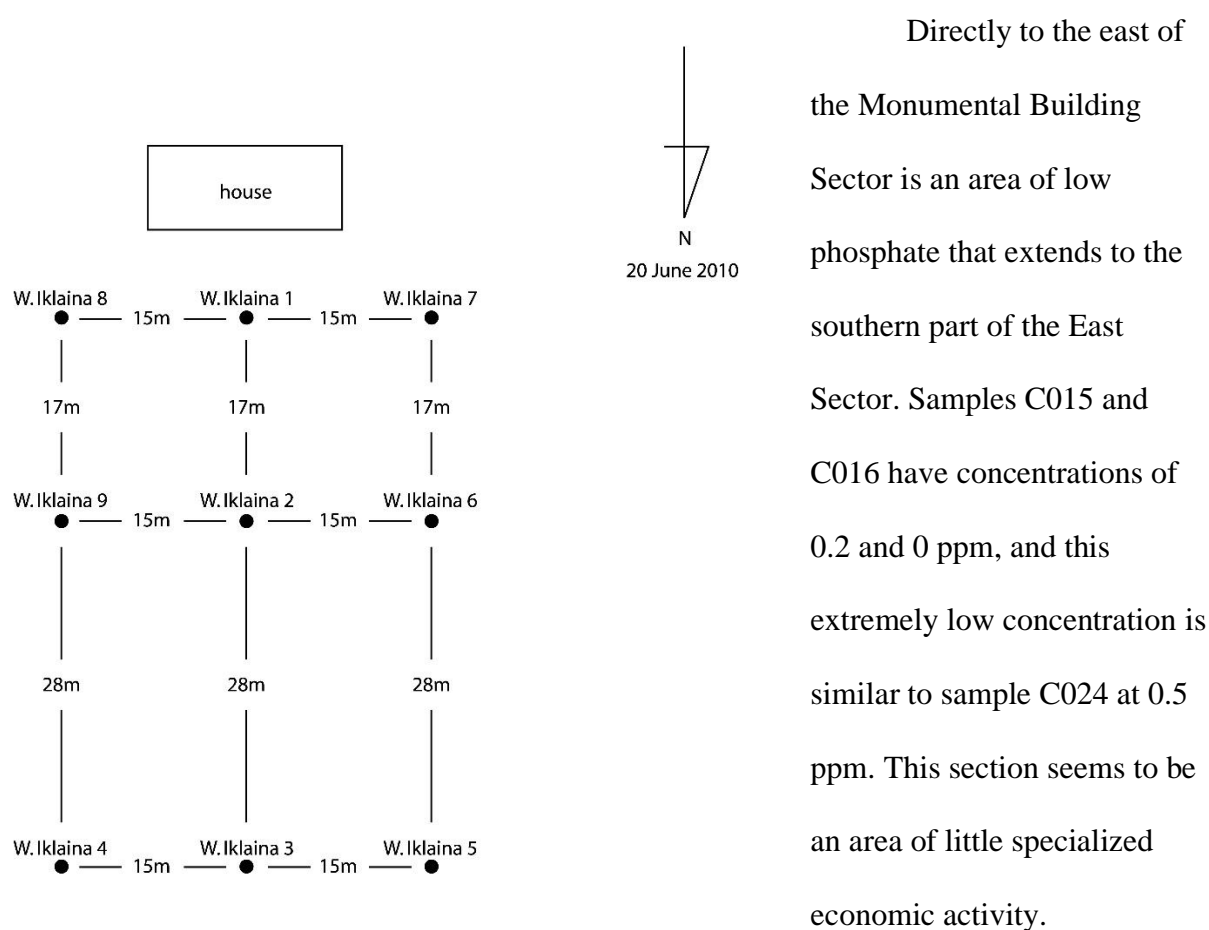 house
N
20 June 2010
W. Iklaina 8 W. Iklaina 1 W. Iklaina 7
15m 15m
17m 17m 17m
W. Iklaina 9 W. Iklaina 2 W. Iklaina 6
15m 15m
28m 28m 28m
W. Iklaina 4 W. Iklaina 3 W. Iklaina 5
15m 15m
Directly to the east of
the Monumental Building
Sector is an area of low
phosphate that extends to the
southern part of the East
Sector. Samples C015 and
C016 have concentrations of
0.2 and 0 ppm, and this
extremely low concentration is
similar to sample C024 at 0.5
ppm. This section seems to be
an area of little specialized
economic activity.